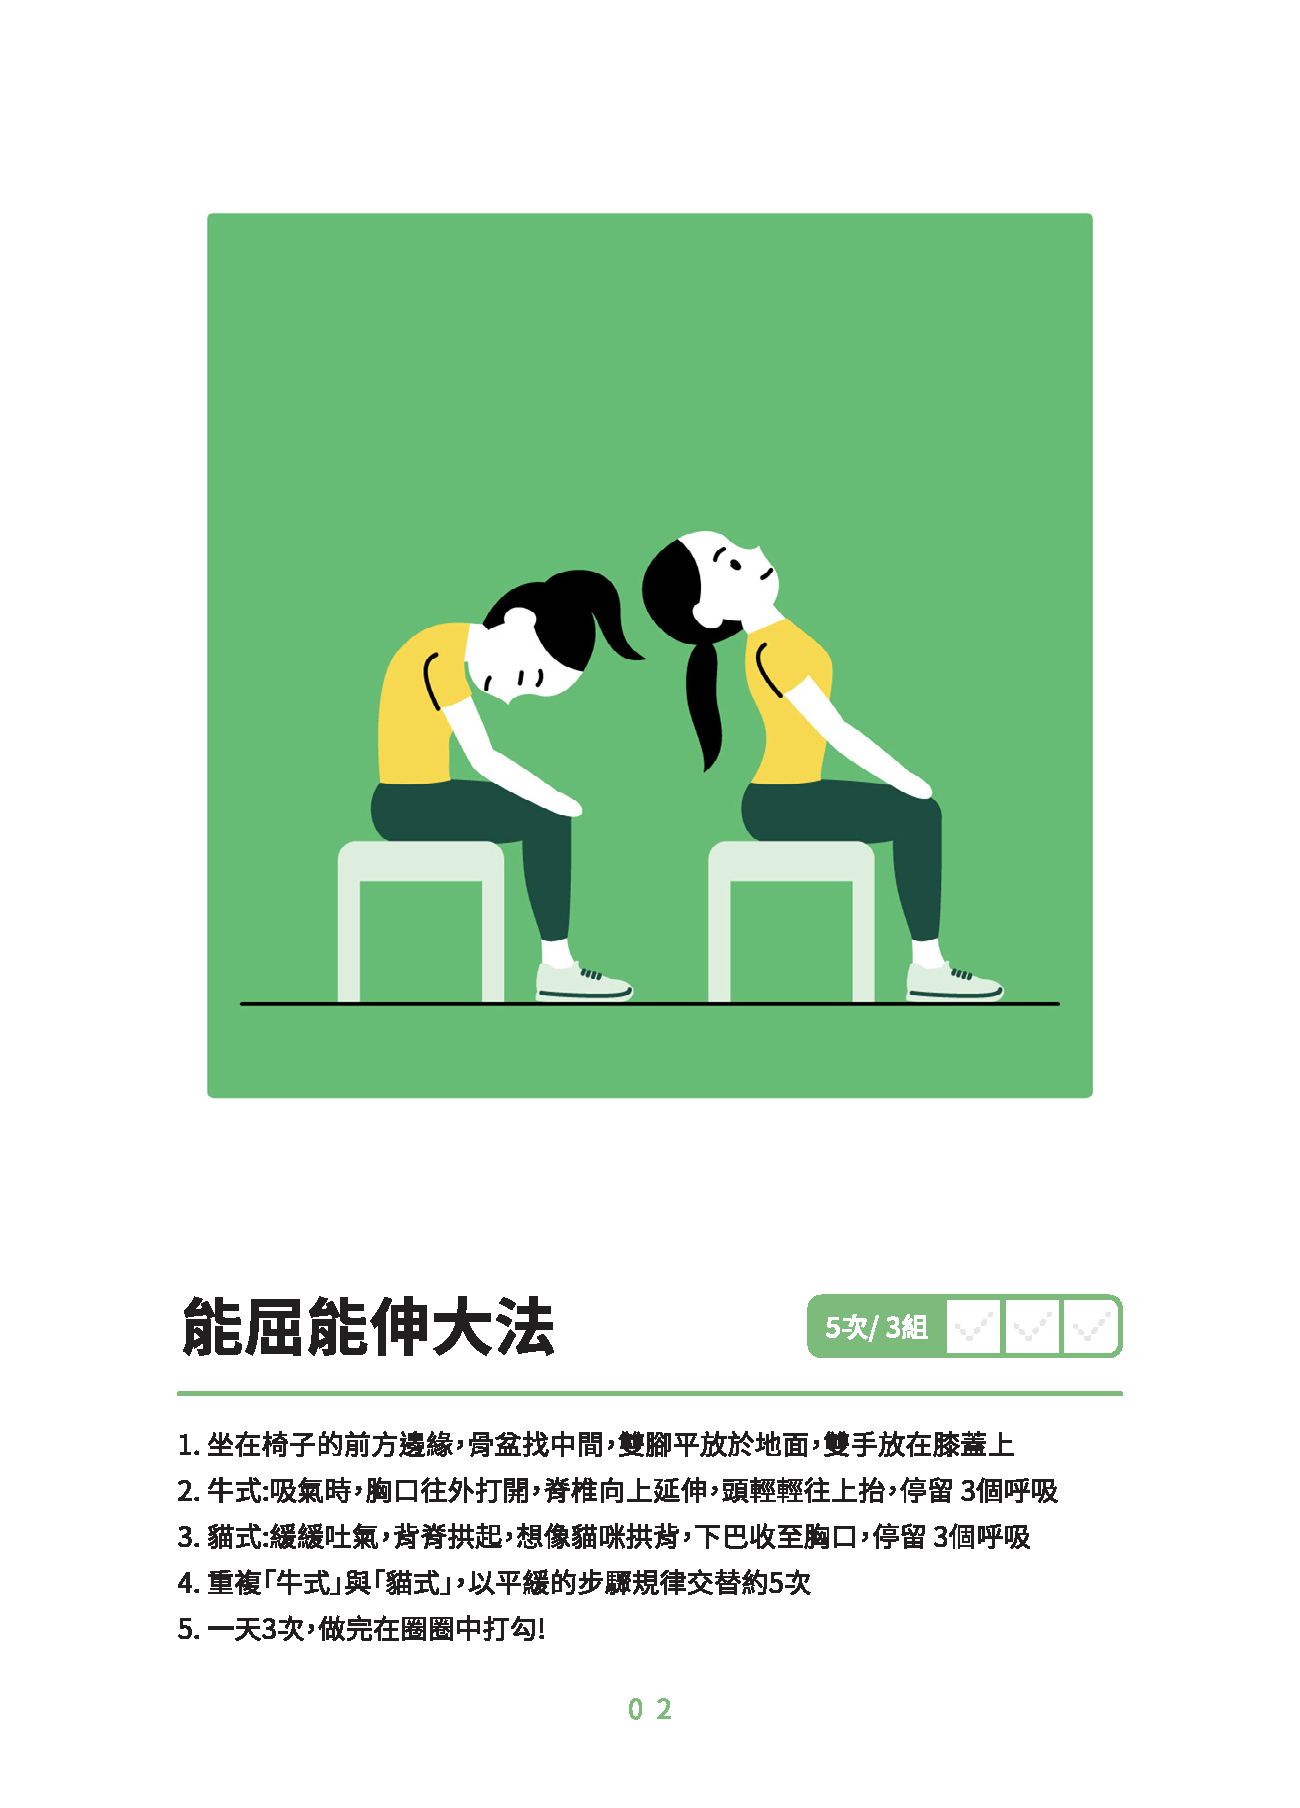 能屈能伸大法
5次/ 3組
1. 坐在椅子的前方邊緣,骨盆找中間,雙腳平放於地面,雙手放在膝蓋上
2. 牛式:吸氣時,胸口往外打開,脊椎向上延伸,頭輕輕往上抬,停留 3個呼吸
3. 貓式:緩緩吐氣,背脊拱起,想像貓咪拱背,下巴收至胸口,停留 3個呼吸
4. 重複「牛式」與「貓式」,以平緩的步驟規律交替約5次
5. 一天3次,做完在圈圈中打勾!
02